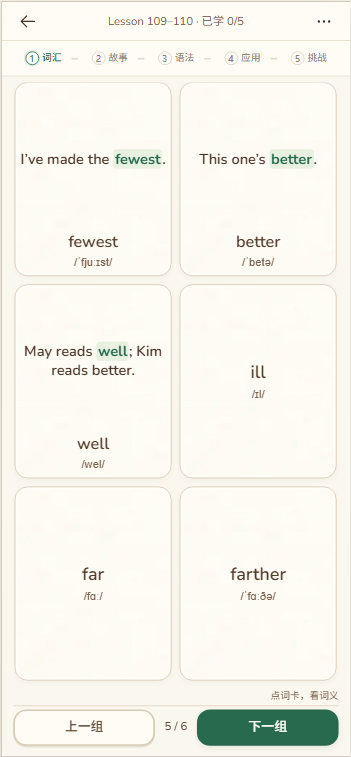 Lesson 109–110 · 已学 0/5
1 词汇 – 2 故事 – 3 语法 – 4 应用 – 5 挑战
I’ve made the fewest.
fewest
/ˈfjuːɪst/
This one’s better.
better
/ˈbetə/
May reads well; Kim
reads better.
well
/wel/
ill
/ɪl/
far
/fɑː/
farther
/ˈfɑːðə/
点词卡，看词义
上一组
5 / 6
下一组